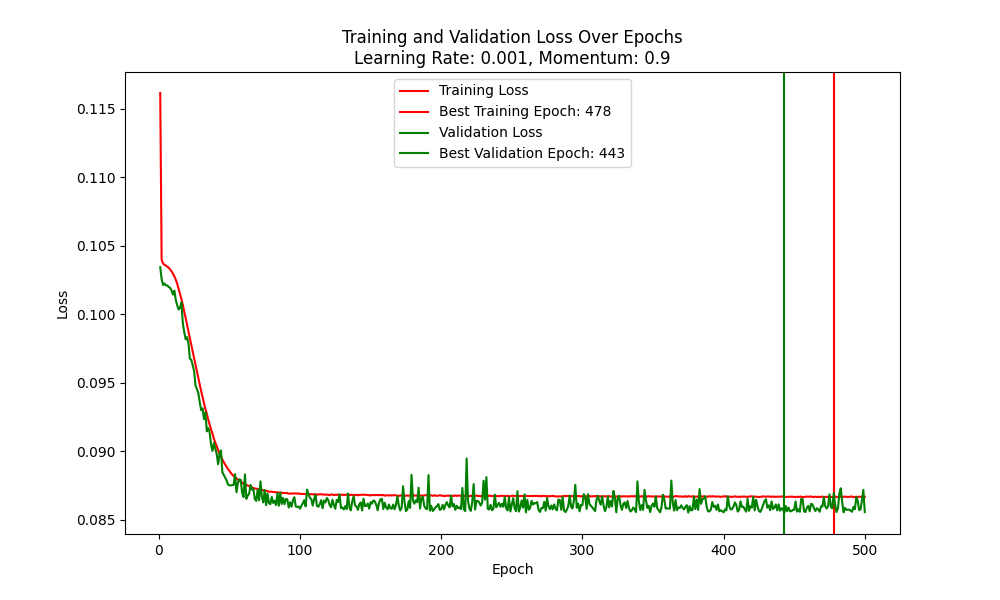 Training and Validation Loss Over Epochs
Learning Rate: 0.001, Momentum: 0.9
Training Loss
Best Training Epoch: 478
Validation Loss
Best Validation Epoch: 443
0.115
0.110
0.105
0.100
0.095
0.090
0.085
Loss
0 100 200 300 400 500
Epoch